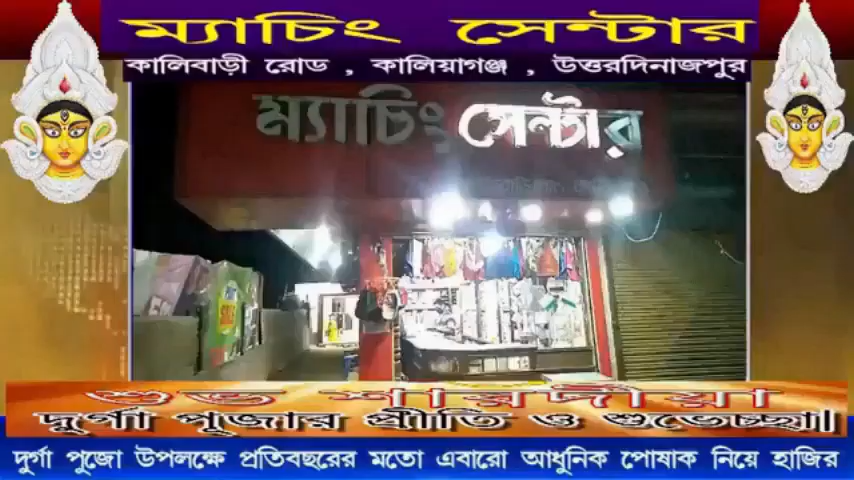 ম্যাচিং সেন্টার
কালিবাড়ী রোড , কালিয়াগঞ্জ , উত্তরদিনাজপুর
ম্যাচিং সেন্টার
শুভ শারদীয়া
দুর্গা পূজার প্রীতি ও শুভেচ্ছা।
দুর্গা পুজো উপলক্ষে প্রতিবছরের মতো এবারো আধুনিক পোষাক নিয়ে হাজির